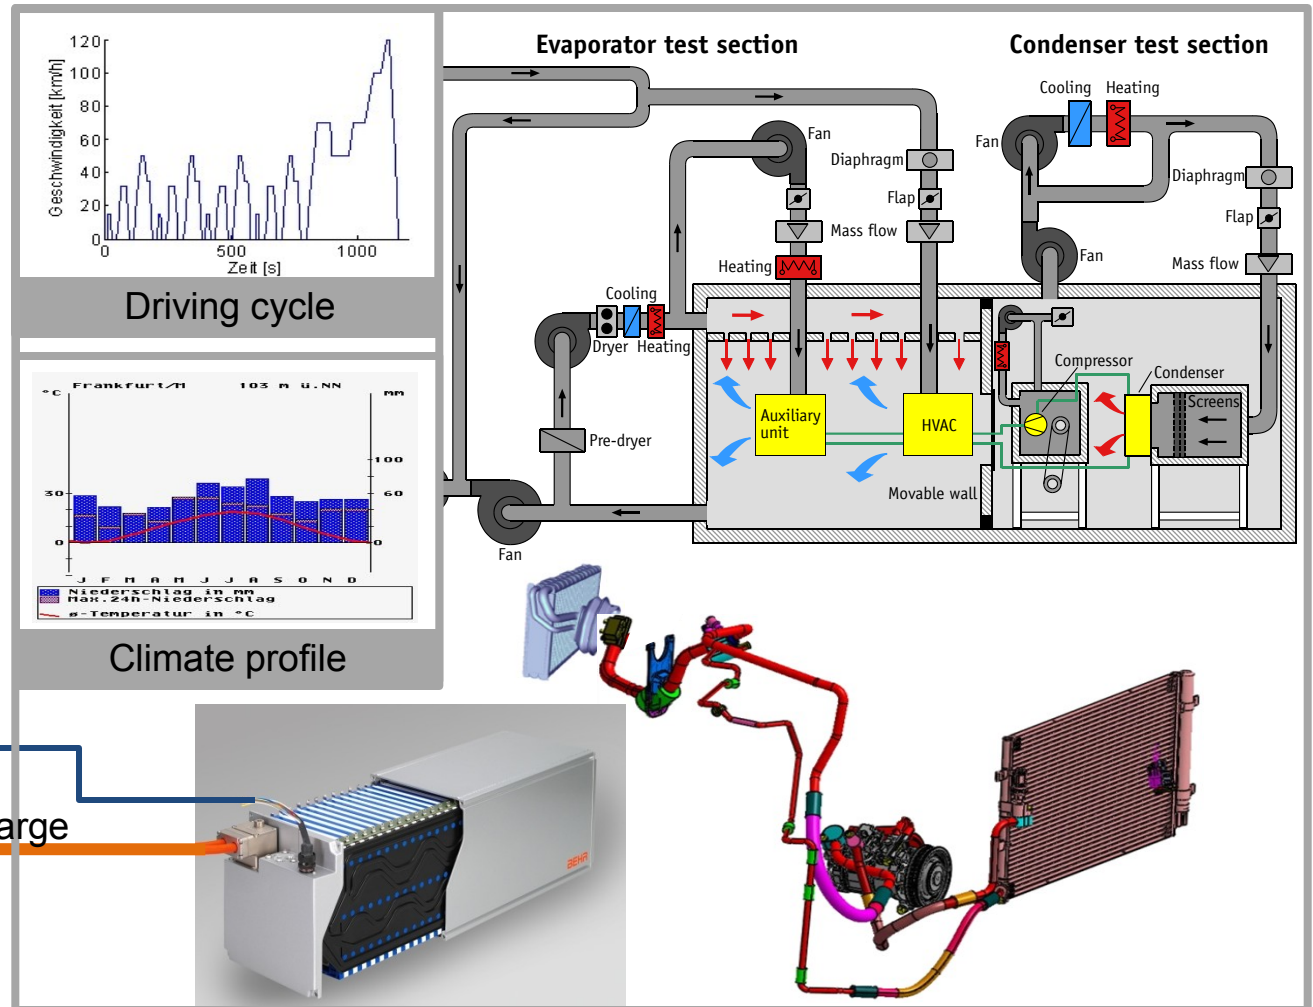 Evaporator test section
Condenser test section
120
100
80
60
40
20
0
Geschwindigkeit [km/h]
0
500
1000
Zeit [s]
Driving cycle
Frankfurt/M 103 m ü.NN
°C
MM
100
30
60
0
0
J F M A M J J A S O N D
Niederschlag in mm
Max.24h-Niederschlag
ø-Temperatur in °C
Climate profile
Cooling
Heating
Fan
Fan
Diaphragm
Diaphragm
Flap
Flap
Mass flow
Fan
Mass flow
Heating
Cooling
Dryer
Heating
Compressor
Condenser
Screens
Auxiliary
unit
HVAC
Pre-dryer
Movable wall
Fan
arge
BEHR